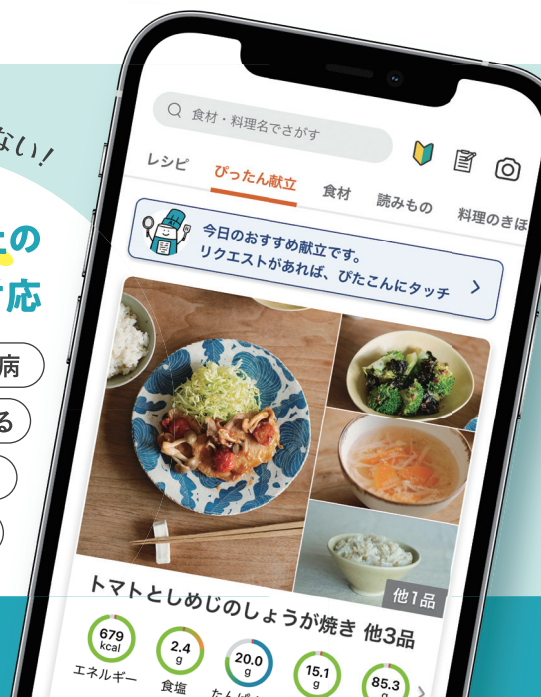 ない!
の
応
病
る
食材・料理名でさがす
レシピ
ぴったん献立
食材
読みもの
料理のきほ
今日のおすすめ献立です。
リクエストがあれば、ぴたこんにタッチ
他1品
トマトとしめじのしょうが焼き 他3品
679
kcal
2.4
g
20.0
g
15.1
g
85.3
g
エネルギー
食塩